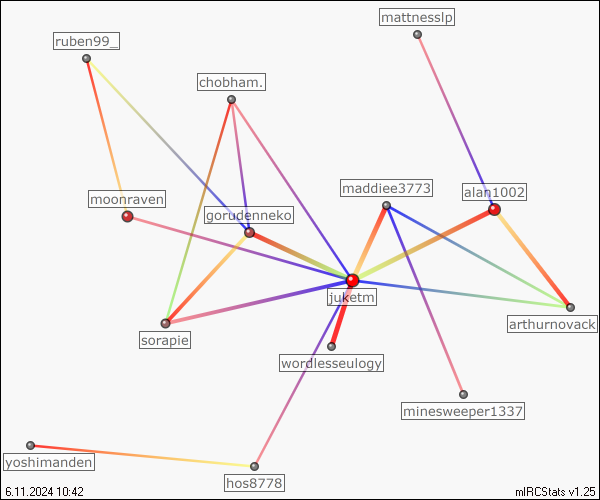 mattnesslp
ruben99_
chobham.
maddiee3773
alan1002
moonraven
gorudenneko
juketm
arthurnovack
sorapie
wordlesseulogy
minesweeper1337
yoshimanden
hos8778
6.11.2024 10:42
mIRCStats v1.25